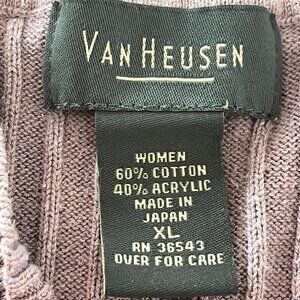 VAN HEUSEN
WOMEN
60% COTTON
40% ACRYLIC
MADE IN
JAPAN
XL
RN 36543
OVER FOR CARE